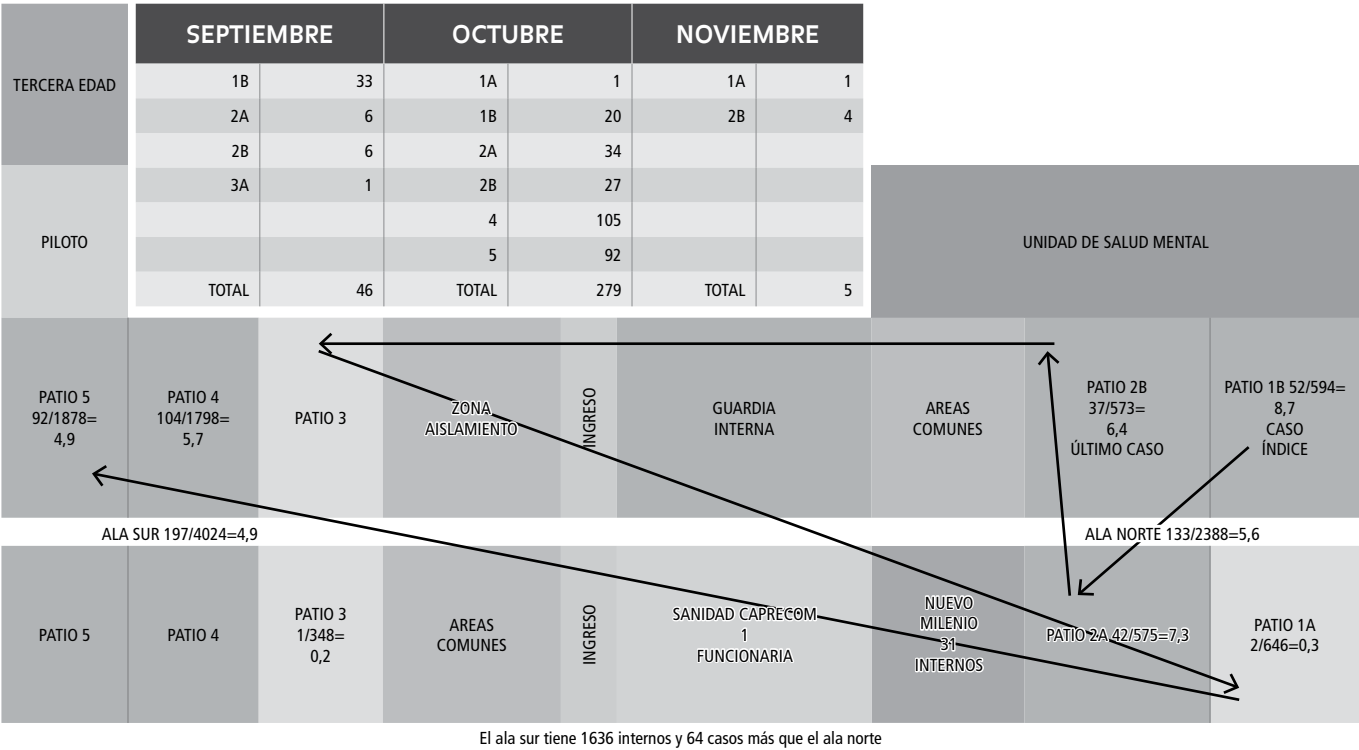 TERCERA EDAD
SEPTIEMBRE OCTUBRE NOVIEMBRE
1B 33 1A 1 1A 1
2A 6 1B 20 2B 4
2B 6 2A 34
3A 1 2B 27
4 105
5 92
TOTAL 46 TOTAL 279 TOTAL 5
PILOTO
UNIDAD DE SALUD MENTAL
PATIO 5
92/1878=
4,9
PATIO 4
104/1798=
5,7
PATIO 3
ZONA
AISLAMIENTO
INGRESO
GUARDIA
INTERNA
AREAS
COMUNES
PATIO 2B
37/573=
6,4
ÚLTIMO CASO
PATIO 1B 52/594=
8,7
CASO
ÍNDICE
ALA SUR 197/4024=4,9
ALA NORTE 133/2388=5,6
PATIO 5
PATIO 4
PATIO 3
1/348=
0,2
AREAS
COMUNES
INGRESO
SANIDAD CAPRECOM
1
FUNCIONARIA
NUEVO
MILENIO
31
INTERNOS
PATIO 2A 42/575=7,3
PATIO 1A
2/646=0,3
El ala sur tiene 1636 internos y 64 casos más que el ala norte